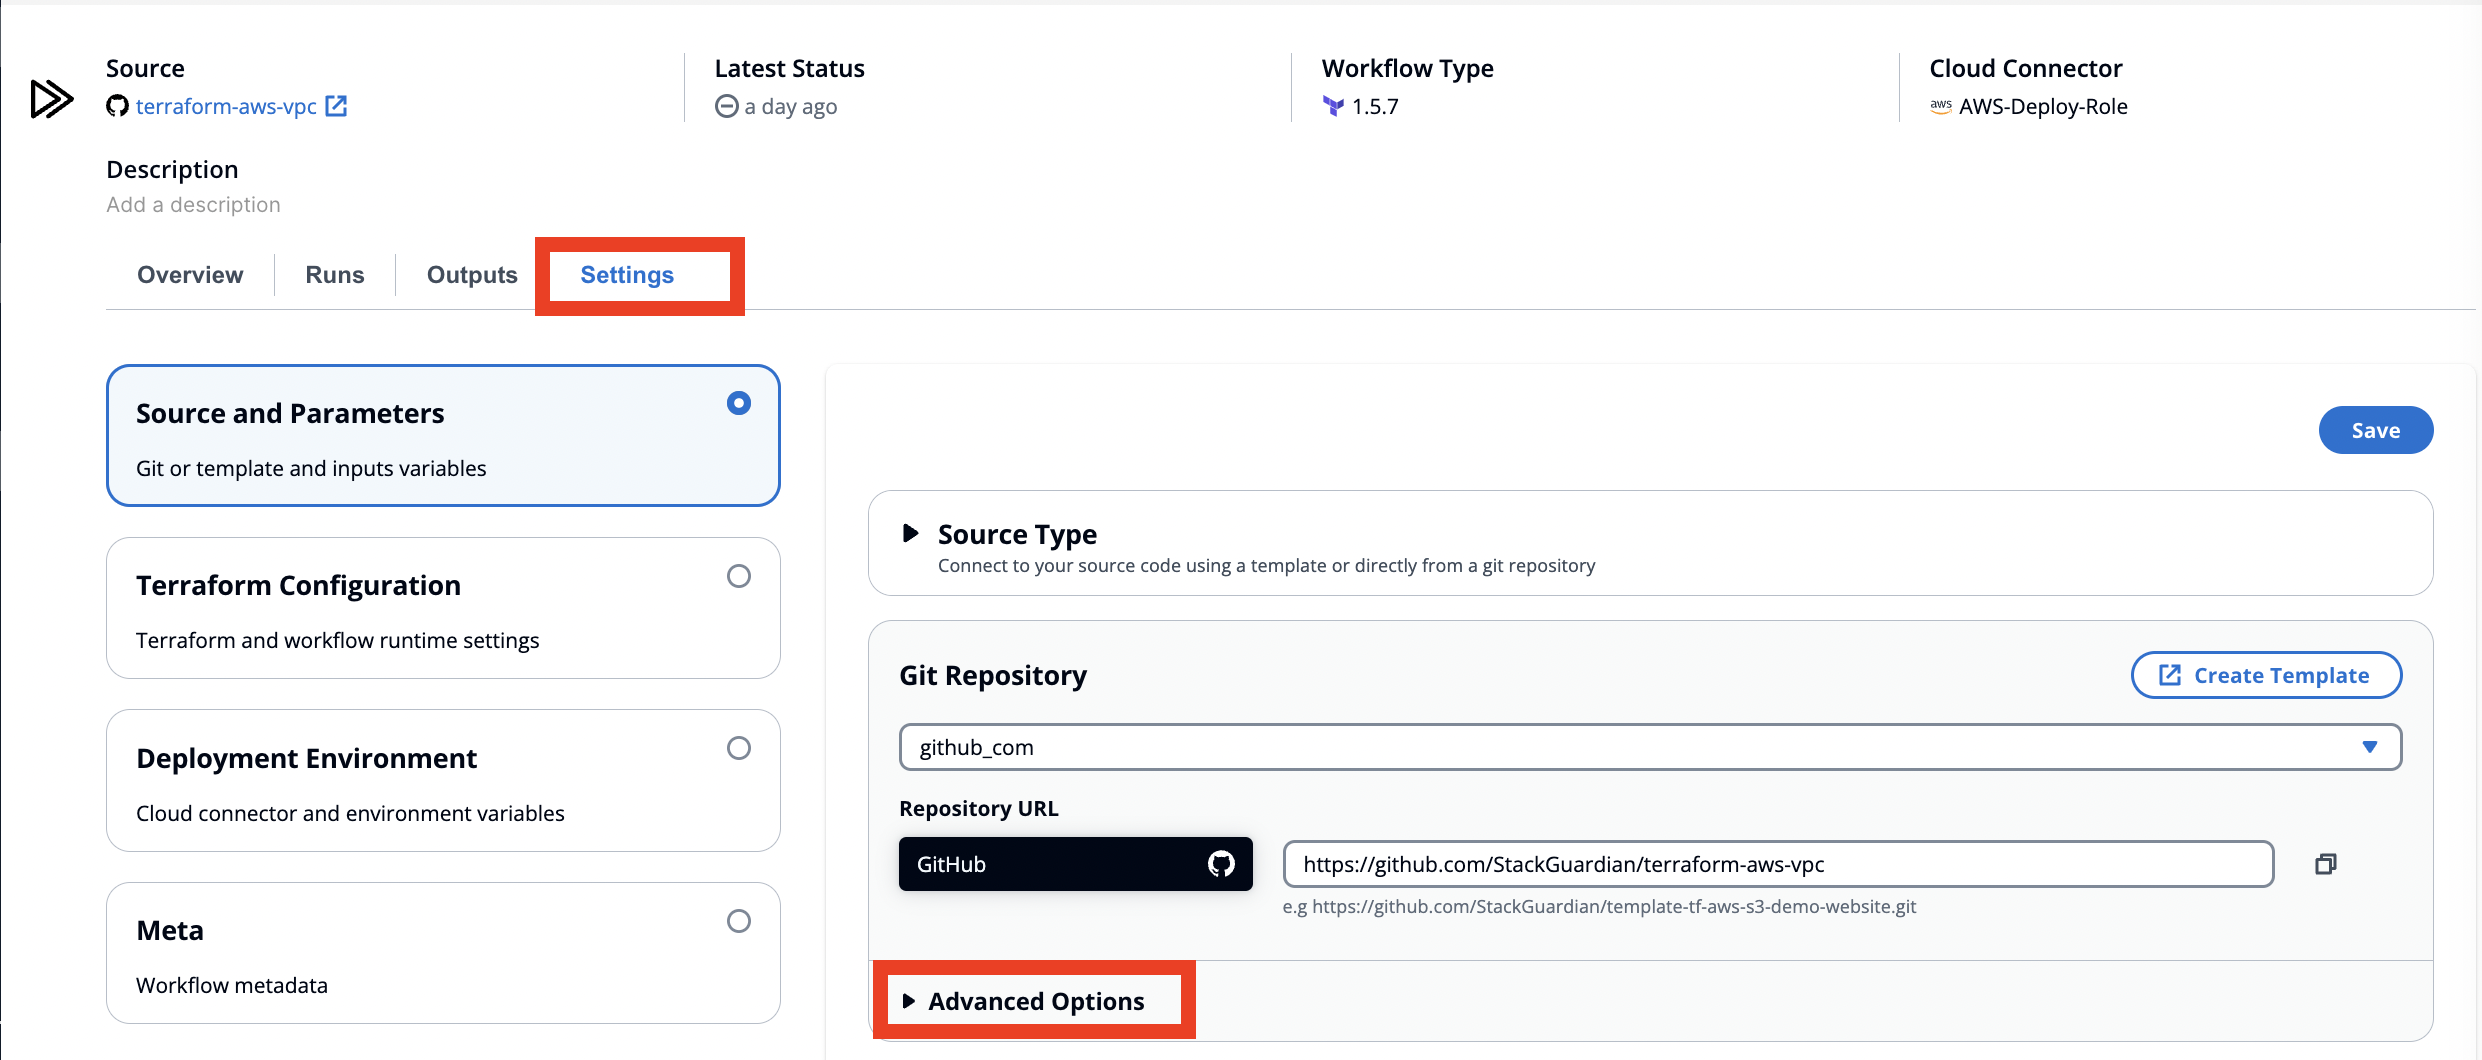 Source
terraform-aws-vpc
Latest Status
a day ago
Workflow Type
1.5.7
Cloud Connector
aws AWS-Deploy-Role
Description
Add a description
Overview
Runs
Outputs
Settings
Source and Parameters
Git or template and inputs variables
Terraform Configuration
Terraform and workflow runtime settings
Deployment Environment
Cloud connector and environment variables
Meta
Workflow metadata
Save
Source Type
Connect to your source code using a template or directly from a git repository
Git Repository
Create Template
github_com
Repository URL
GitHub
https://github.com/StackGuardian/terraform-aws-vpc
e.g https://github.com/StackGuardian/template-tf-aws-s3-demo-website.git
Advanced Options